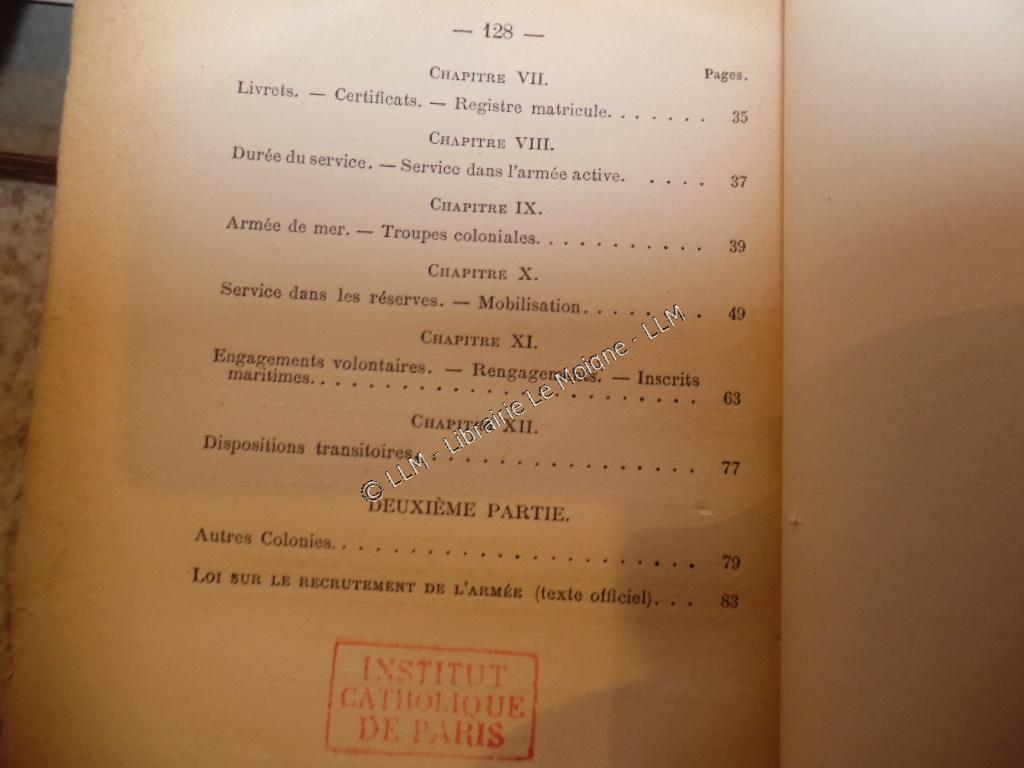 — 128 —
Pages.
CHAPITRE VII.
Livrets. — Certificats. — Registre matricule. . . . . . . 35
CHAPITRE VIII.
Durée du service. — Service dans l'armée active. . . . . 37
CHAPITRE IX.
Armée de mer. — Troupes coloniales. . . . . . . . . . . 39
CHAPITRE X.
Service dans les réserves. — Mobilisation. . . . . . . 49
CHAPITRE XI.
Engagements volontaires. — Rengagements. — Inscrits
maritimes. . . . . . . . . . . . . . . . . . . . . 63
CHAPITRE XII.
Dispositions transitoires. . . . . . . . . . . . . . . . 77
DEUXIÈME PARTIE.
Autres Colonies. . . . . . . . . . . . . . . . . . . . . 79
LOI SUR LE RECRUTEMENT DE L'ARMÉE (texte officiel). . . . 83
INSTITUT
CATHOLIQUE
DE PARIS
© LLM - Librairie Le Moigne - LLM